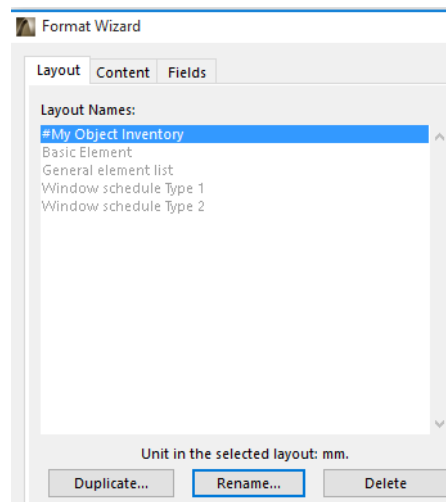 Format Wizard
Layout Content Fields
Layout Names:
#My Object Inventory
Basic Element
General element list
Window schedule Type 1
Window schedule Type 2
Unit in the selected layout: mm.
Duplicate... Rename... Delete